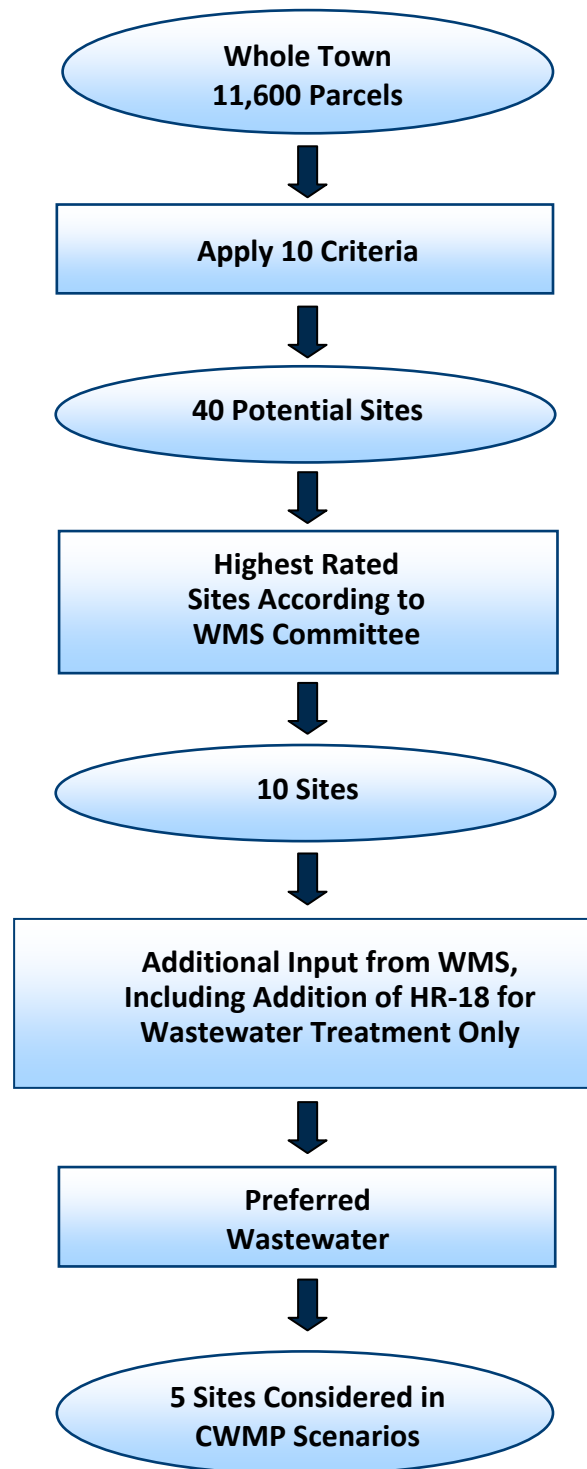 Whole Town
11,600 Parcels
Apply 10 Criteria
40 Potential Sites
Highest Rated
Sites According to
WMS Committee
10 Sites
Additional Input from WMS,
Including Addition of HR-18 for
Wastewater Treatment Only
Preferred
Wastewater
5 Sites Considered in
CWMP Scenarios